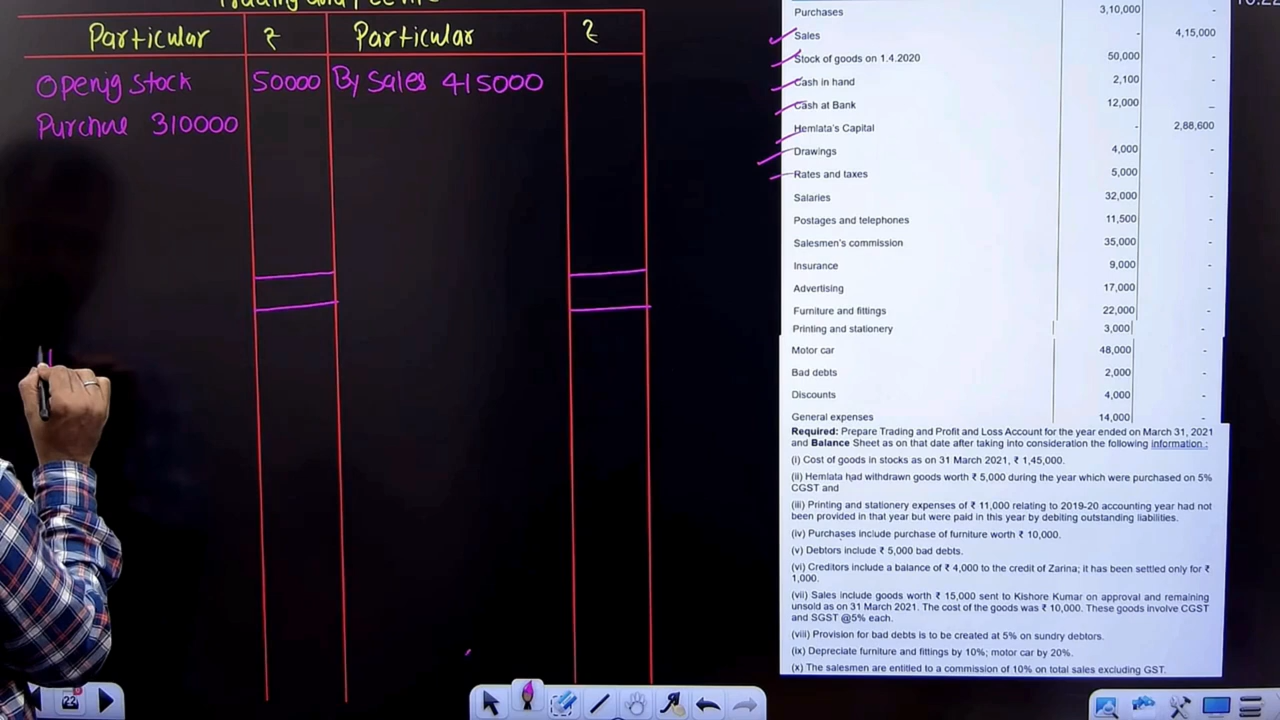 Particular ₹ Particular ₹
Openig stock 50000 By Sales 415000
Purchase 310000
Purchases 3,10,000 -
Sales - 4,15,000
Stock of goods on 1.4.2020 50,000 -
Cash in hand 2,100 -
Cash at Bank 12,000 _
Hemlata's Capital - 2,88,600
Drawings 4,000 -
Rates and taxes 5,000 -
Salaries 32,000 -
Postages and telephones 11,500 -
Salesmen's commission 35,000 -
Insurance 9,000 -
Advertising 17,000 -
Furniture and fittings 22,000 -
Printing and stationery 3,000 -
Motor car 48,000 -
Bad debts 2,000 -
Discounts 4,000 -
General expenses 14,000 -
Required: Prepare Trading and Profit and Loss Account for the year ended on March 31, 2021
and Balance Sheet as on that date after taking into consideration the following information :
(i) Cost of goods in stocks as on 31 March 2021, ₹ 1,45,000.
(ii) Hemlata had withdrawn goods worth ₹ 5,000 during the year which were purchased on 5%
CGST and
(iii) Printing and stationery expenses of ₹ 11,000 relating to 2019-20 accounting year had not
been provided in that year but were paid in this year by debiting outstanding liabilities.
(iv) Purchases include purchase of furniture worth ₹ 10,000.
(v) Debtors include ₹ 5,000 bad debts.
(vi) Creditors include a balance of ₹ 4,000 to the credit of Zarina; it has been settled only for ₹
1,000.
(vii) Sales include goods worth ₹ 15,000 sent to Kishore Kumar on approval and remaining
unsold as on 31 March 2021. The cost of the goods was ₹ 10,000. These goods involve CGST
and SGST @5% each.
(viii) Provision for bad debts is to be created at 5% on sundry debtors.
(ix) Depreciate furniture and fittings by 10%; motor car by 20%.
(x) The salesmen are entitled to a commission of 10% on total sales excluding GST.
22